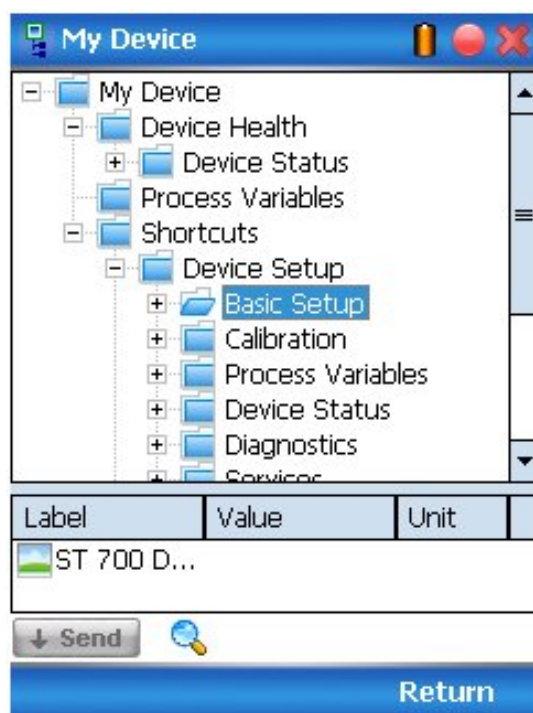 My Device
My Device
Device Health
Device Status
Process Variables
Shortcuts
Device Setup
Basic Setup
Calibration
Process Variables
Device Status
Diagnostics
Services
Label Value Unit
ST 700 D...
Send
Return